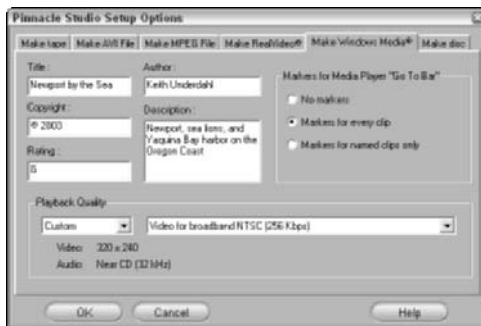 Pinnacle Studio Setup Options
Make tape
Make AVI File
Make MPEG File
Make RealVideo®
Make Windows Media®
Make disc
Title :
Newport by the Sea
Author :
Keith Underdahl
Copyright :
© 2003
Description :
Newport, sea lions, and
Yaquina Bay harbor on the
Oregon Coast
Rating :
G
Markers for Media Player "Go To Bar"
No markers
Markers for every clip
Markers for named clips only
Playback Quality
Custom
Video for broadband NTSC (256 Kbps)
Video: 320 x 240
Audio: Near CD (32 kHz)
OK
Cancel
Help